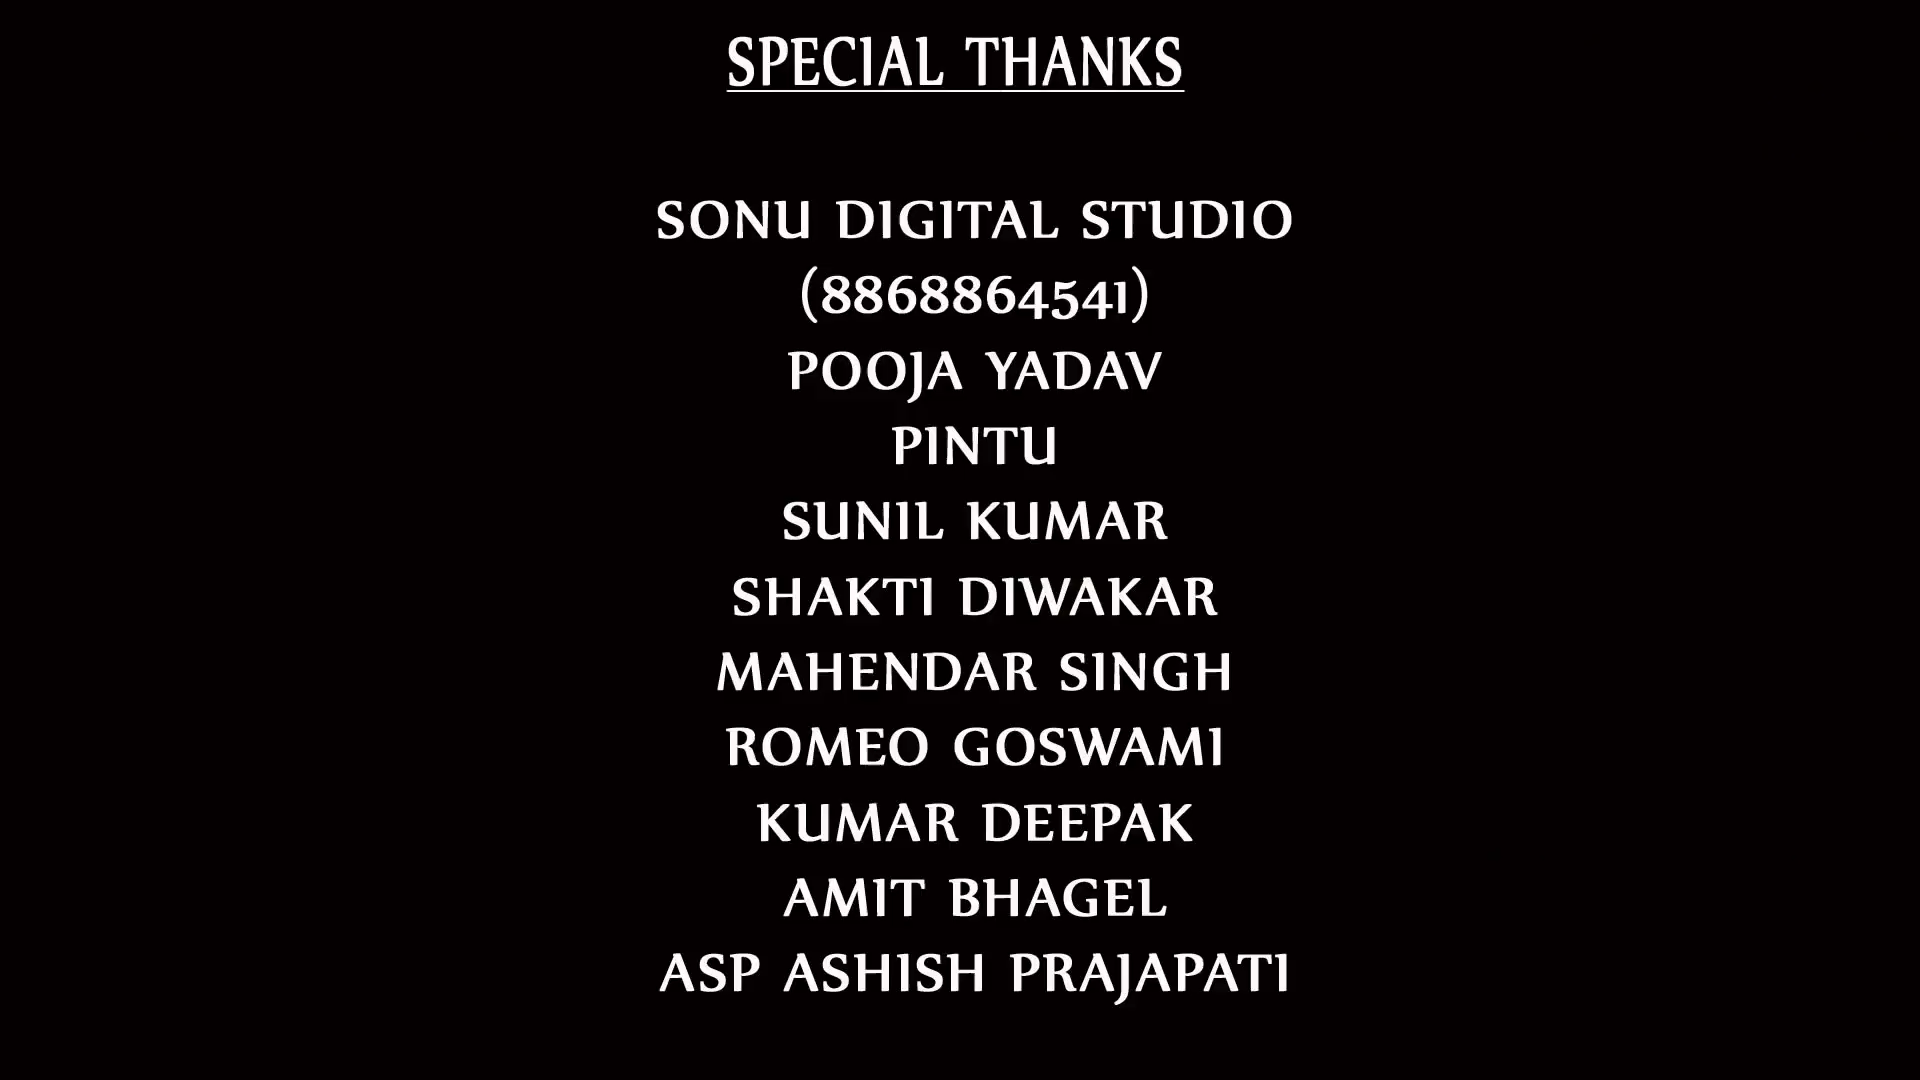 SPECIAL THANKS
SONU DIGITAL STUDIO
(8868864541)
POOJA YADAV
PINTU
SUNIL KUMAR
SHAKTI DIWAKAR
MAHENDAR SINGH
ROMEO GOSWAMI
KUMAR DEEPAK
AMIT BHAGEL
ASP ASHISH PRAJAPATI